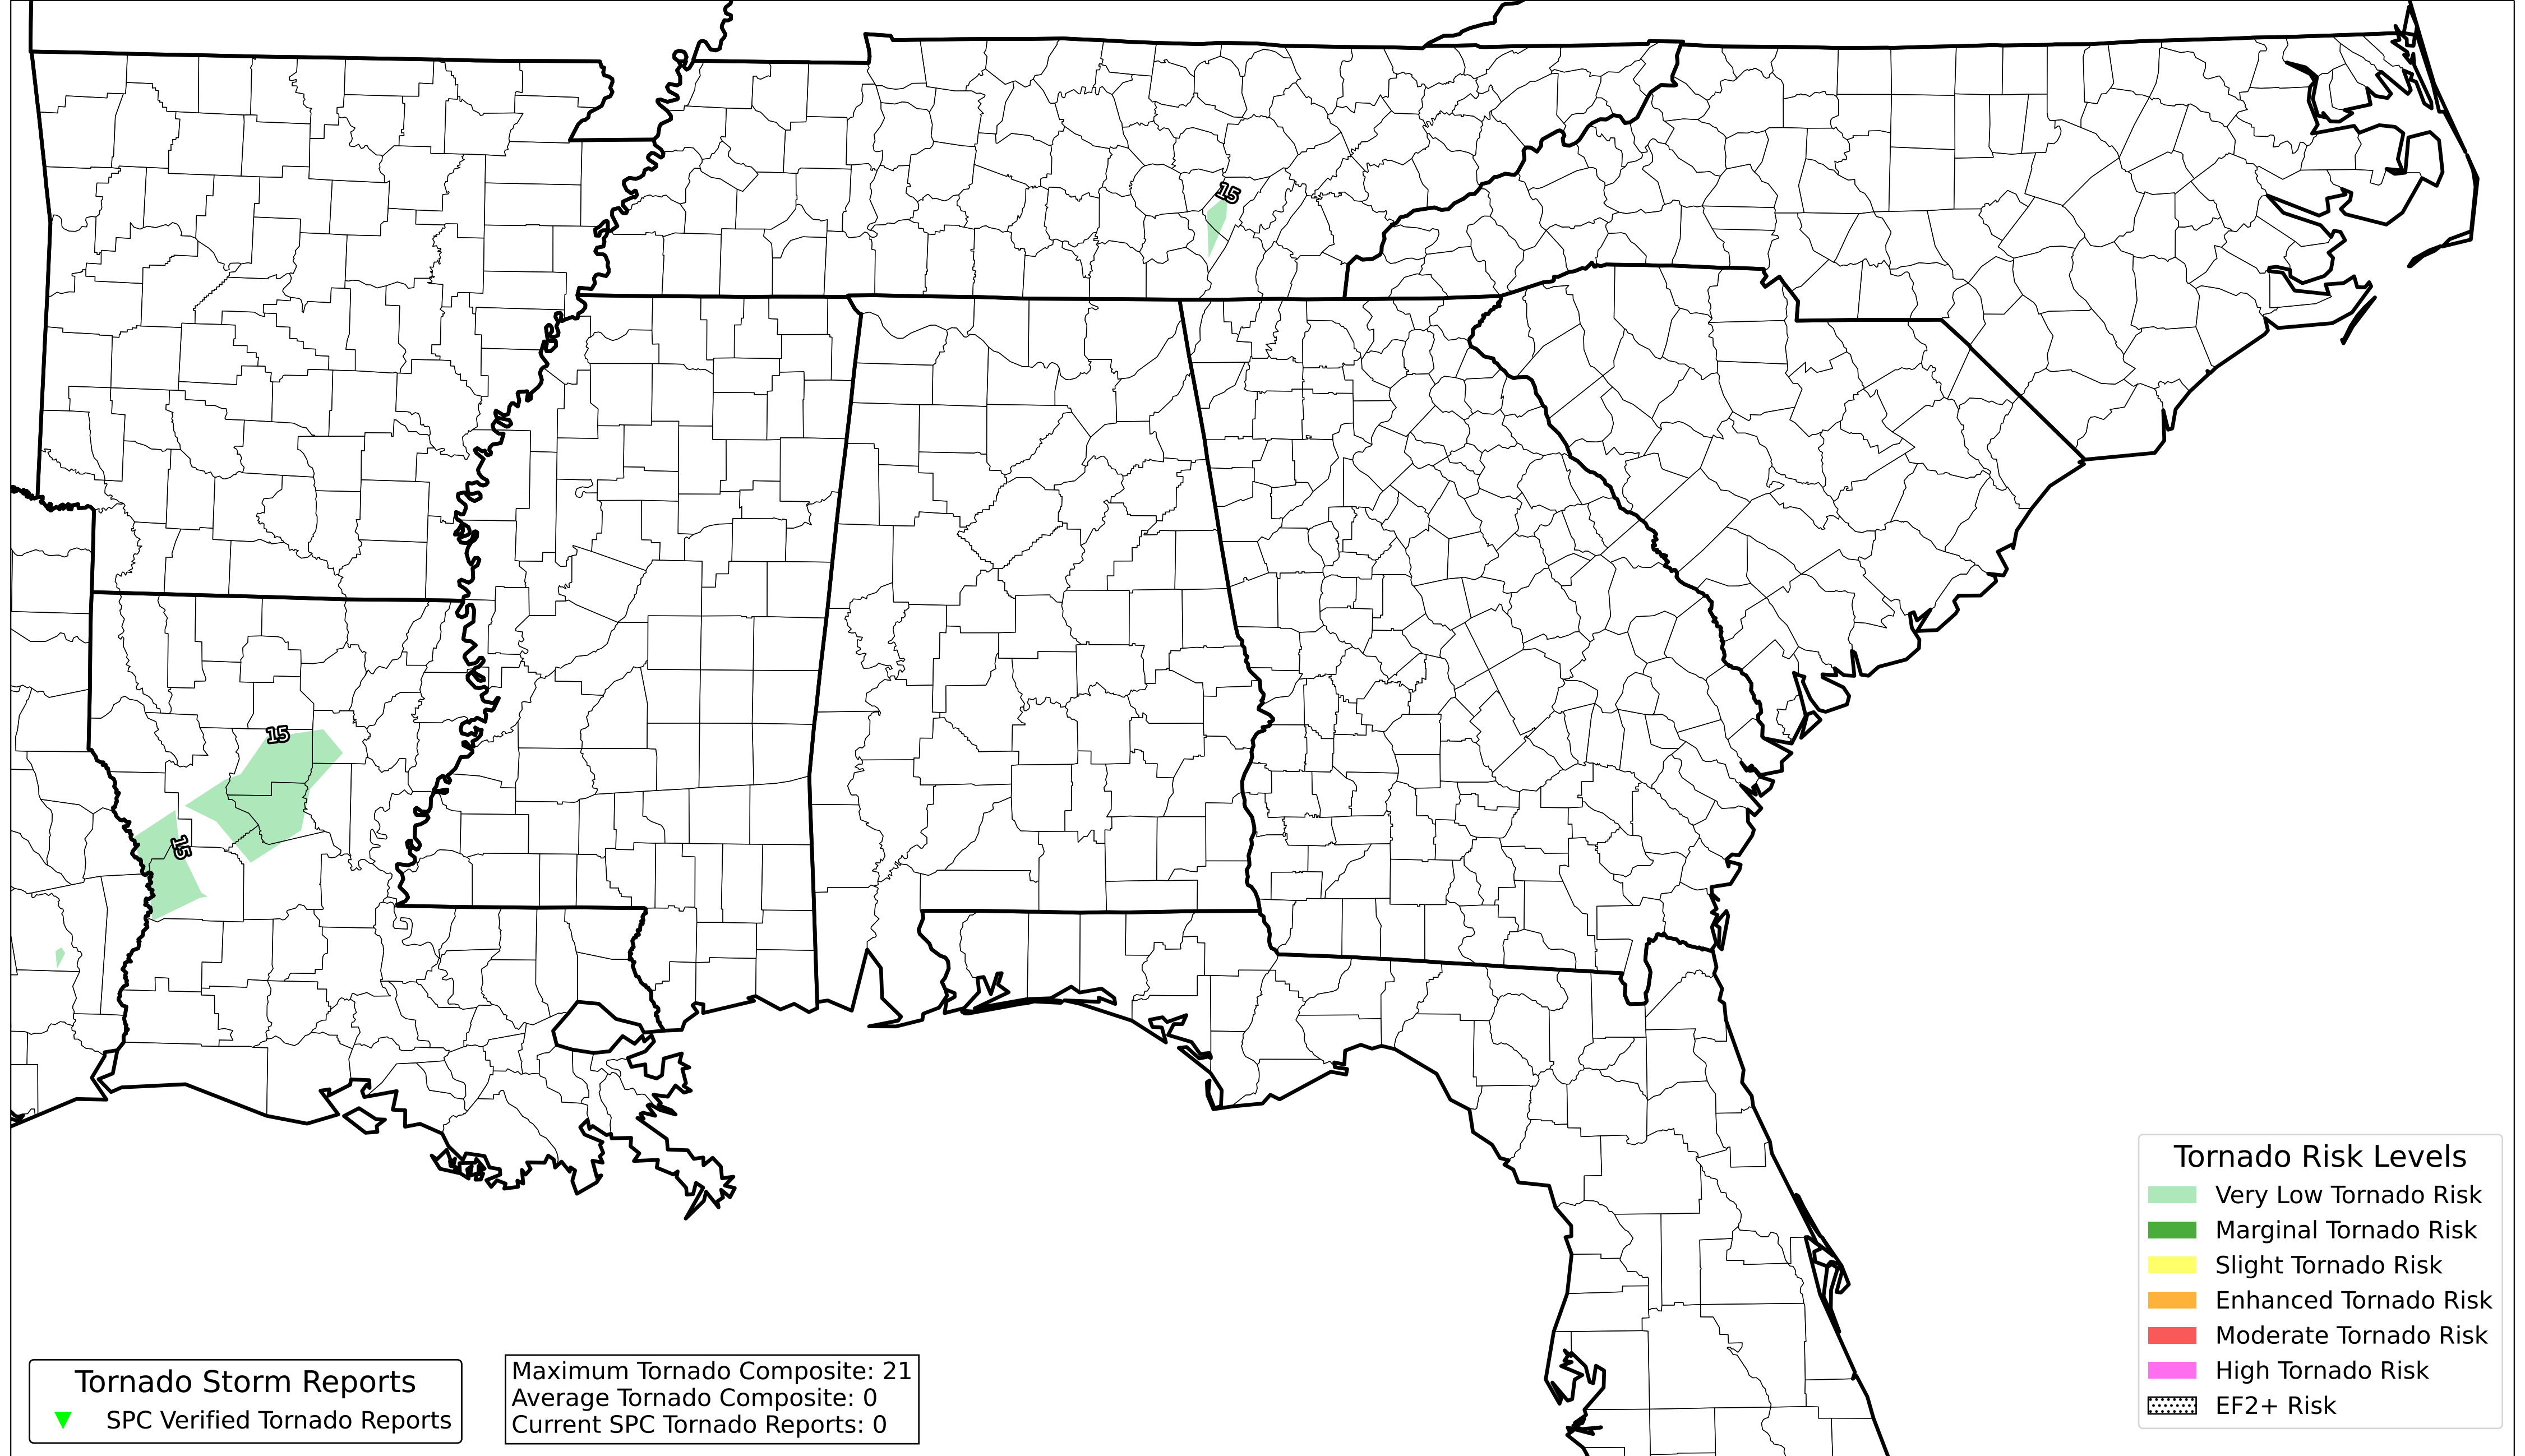 15
15
15
Tornado Storm Reports
SPC Verified Tornado Reports
Maximum Tornado Composite: 21
Average Tornado Composite: 0
Current SPC Tornado Reports: 0
Tornado Risk Levels
Very Low Tornado Risk
Marginal Tornado Risk
Slight Tornado Risk
Enhanced Tornado Risk
Moderate Tornado Risk
High Tornado Risk
EF2+ Risk